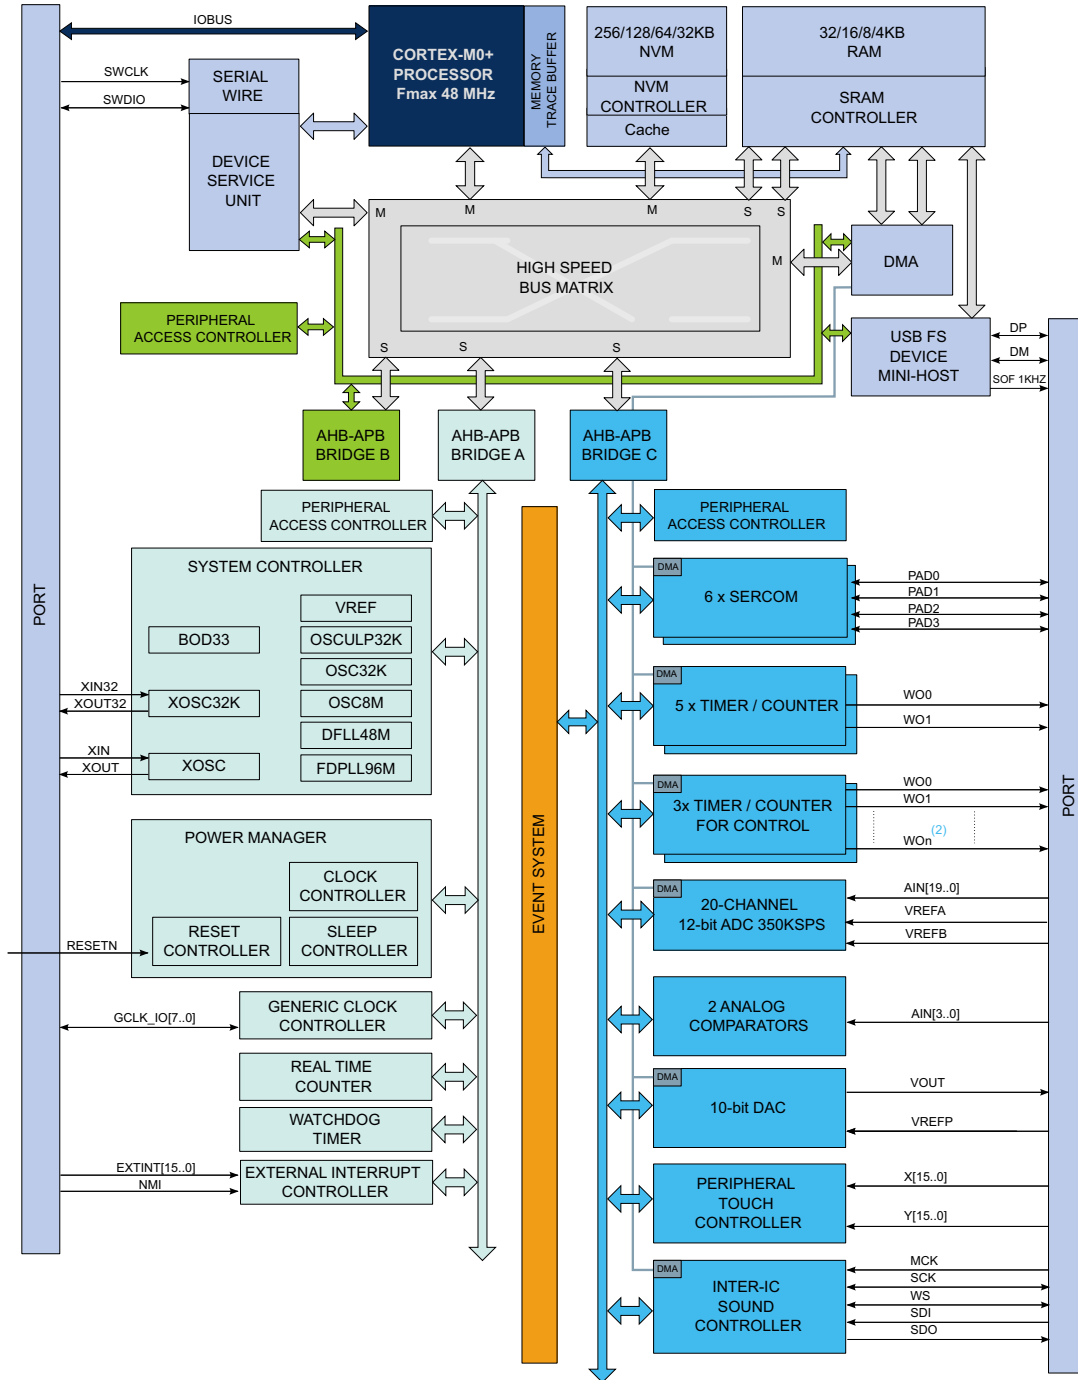 IOBUS
SWCLK
SWDIO
SERIAL
WIRE
DEVICE
SERVICE
UNIT
CORTEX-M0+
PROCESSOR
Fmax 48 MHz
MEMORY
TRACE BUFFER
256/128/64/32KB
NVM
NVM
CONTROLLER
Cache
32/16/8/4KB
RAM
SRAM
CONTROLLER
M
M
M
S
S
M
HIGH SPEED
BUS MATRIX
S
S
S
DMA
PERIPHERAL
ACCESS CONTROLLER
USB FS
DEVICE
MINI-HOST
DP
DM
SOF 1KHZ
AHB-APB
BRIDGE B
AHB-APB
BRIDGE A
AHB-APB
BRIDGE C
PORT
PERIPHERAL
ACCESS CONTROLLER
SYSTEM CONTROLLER
VREF
BOD33
OSCULP32K
OSC32K
XOSC32K
OSC8M
DFLL48M
XOSC
FDPLL96M
XIN32
XOUT32
XIN
XOUT
POWER MANAGER
CLOCK
CONTROLLER
RESET
CONTROLLER
SLEEP
CONTROLLER
RESETN
GCLK_IO[7..0]
GENERIC CLOCK
CONTROLLER
REAL TIME
COUNTER
WATCHDOG
TIMER
EXTINT[15..0]
NMI
EXTERNAL INTERRUPT
CONTROLLER
EVENT SYSTEM
PERIPHERAL
ACCESS CONTROLLER
DMA
6 x SERCOM
PAD0
PAD1
PAD2
PAD3
DMA
5 x TIMER / COUNTER
WO0
WO1
DMA
3x TIMER / COUNTER
FOR CONTROL
WO0
WO1
(2)
WOn
DMA
20-CHANNEL
12-bit ADC 350KSPS
AIN[19..0]
VREFA
VREFB
2 ANALOG
COMPARATORS
AIN[3..0]
DMA
10-bit DAC
VOUT
VREFP
PERIPHERAL
TOUCH
CONTROLLER
X[15..0]
Y[15..0]
DMA
INTER-IC
SOUND
CONTROLLER
MCK
SCK
WS
SDI
SDO
PORT